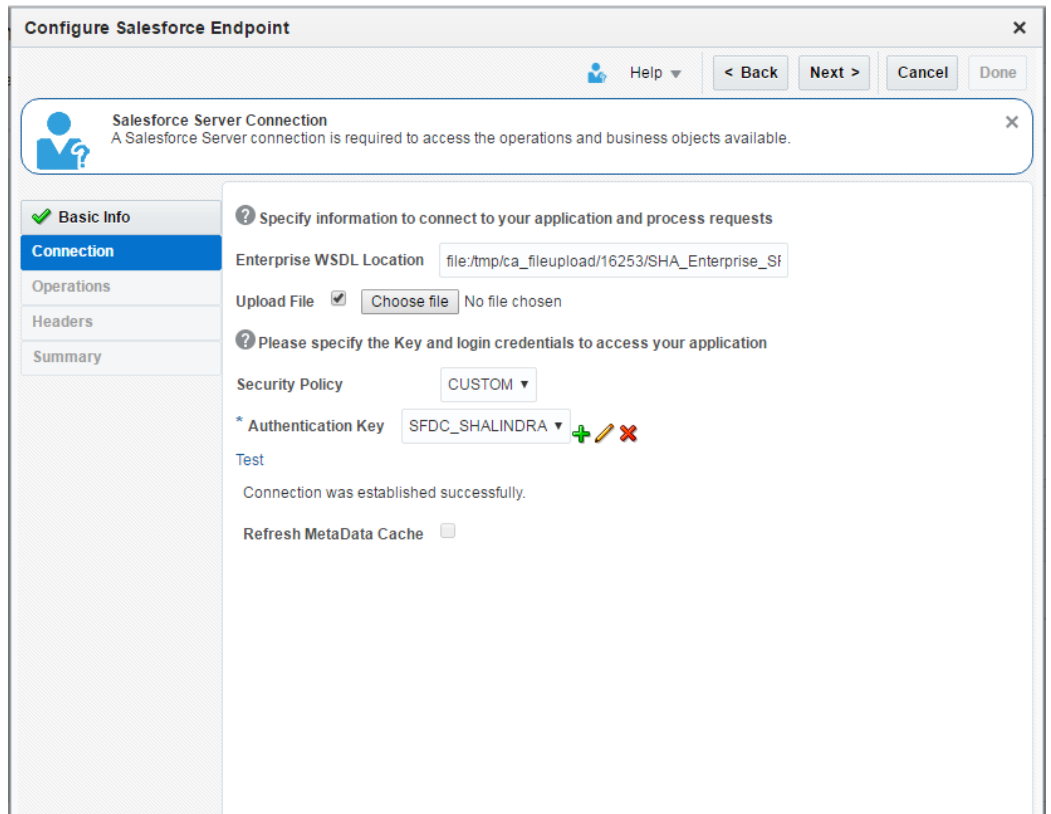 Configure Salesforce Endpoint
Help
< Back
Next >
Cancel
Done
Salesforce Server Connection
A Salesforce Server connection is required to access the operations and business objects available.
Basic Info
Connection
Operations
Headers
Summary
Specify information to connect to your application and process requests
Enterprise WSDL Location file:/tmp/ca_fileupload/16253/SHA_Enterprise_SF
Upload File Choose file No file chosen
Please specify the Key and login credentials to access your application
Security Policy CUSTOM
* Authentication Key SFDC_SHALINDRA
Test
Connection was established successfully.
Refresh MetaData Cache